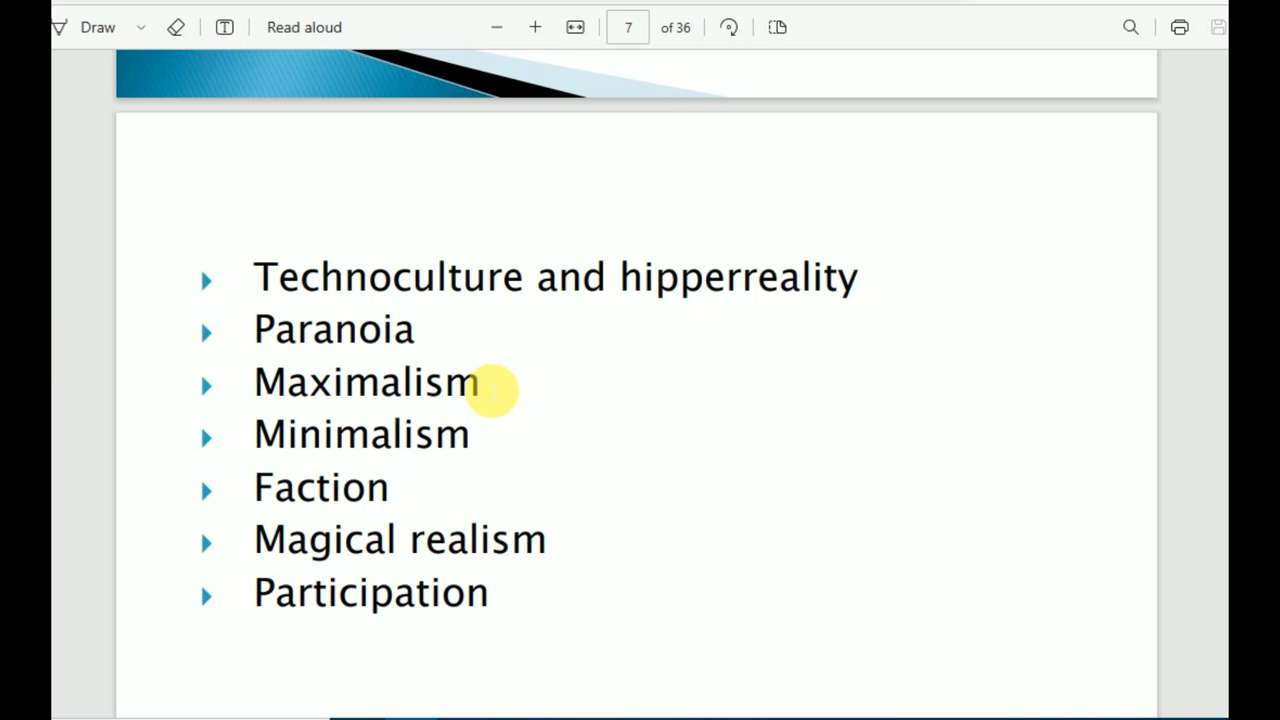 Draw
Read aloud
7
of 36
Technoculture and hipperreality
Paranoia
Maximalism
Minimalism
Faction
Magical realism
Participation